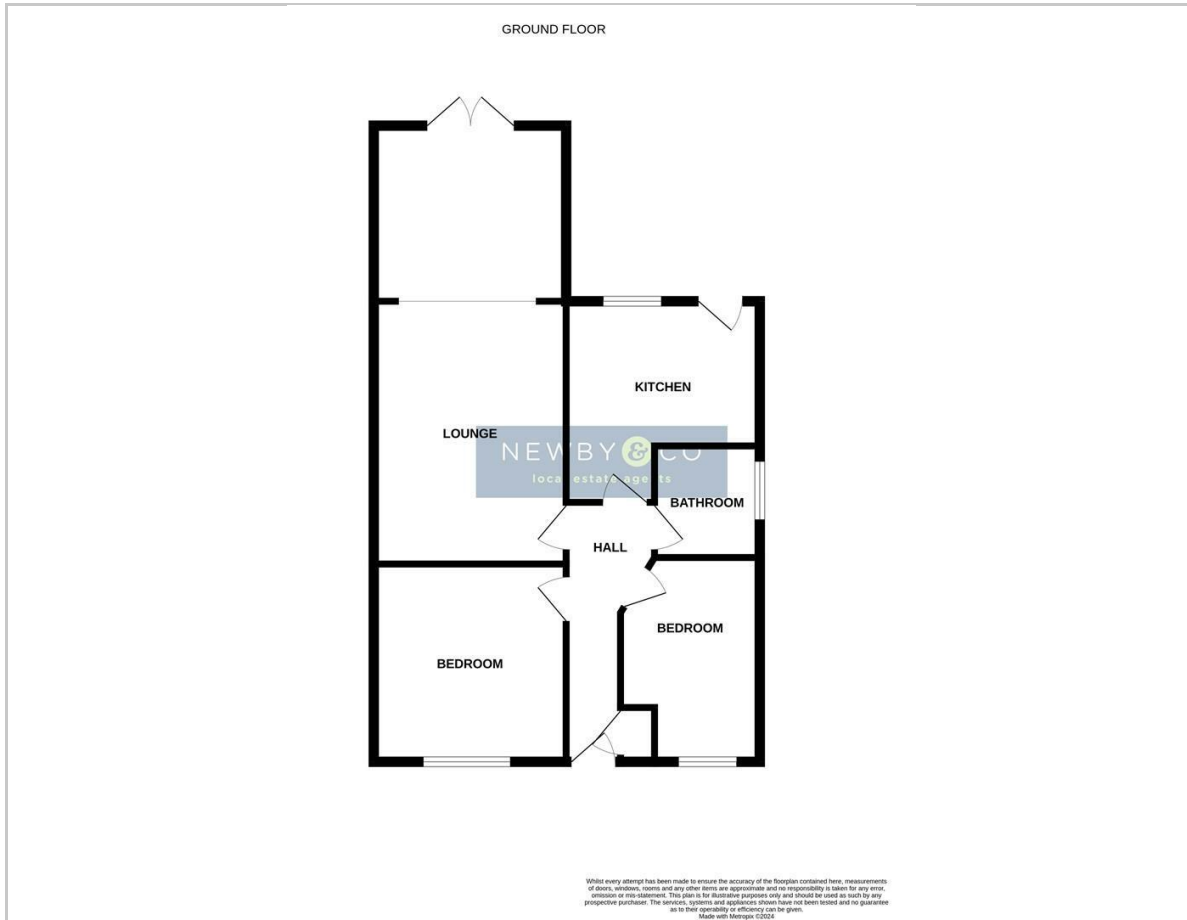 GROUND FLOOR
KITCHEN
LOUNGE
NEWBY & CO
local estate agents
BATHROOM
HALL
BEDROOM
BEDROOM
Whilst every attempt has been made to ensure the accuracy of the floorplan contained here, measurements
of doors, windows, rooms and any other items are approximate and no responsibility is taken for any error,
omission or mis-statement. This plan is for illustrative purposes only and should be used as such by any
prospective purchaser. The services, systems and appliances shown have not been tested and no guarantee
as to their operability or efficiency can be given.
Made with Metropix ©2024